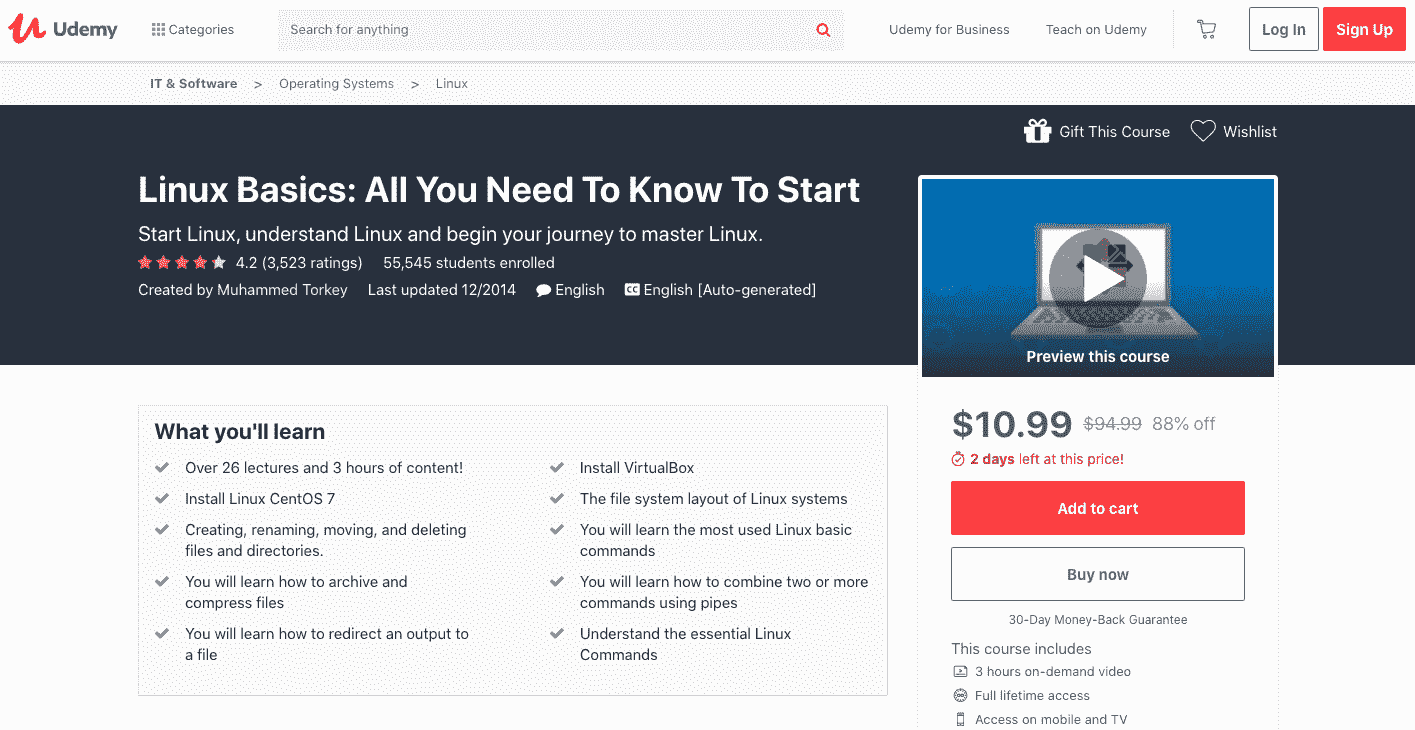 Udemy
Categories
Search for anything
Udemy for Business
Teach on Udemy
Log In
Sign Up
IT & Software > Operating Systems > Linux
Gift This Course
Wishlist
Linux Basics: All You Need To Know To Start
Start Linux, understand Linux and begin your journey to master Linux.
4.2 (3,523 ratings) 55,545 students enrolled
Created by Muhammed Torkey Last updated 12/2014 English CC English [Auto-generated]
Preview this course
What you'll learn
Over 26 lectures and 3 hours of content!
Install Linux CentOS 7
Creating, renaming, moving, and deleting
files and directories.
You will learn how to archive and
compress files
You will learn how to redirect an output to
a file
Install VirtualBox
The file system layout of Linux systems
You will learn the most used Linux basic
commands
You will learn how to combine two or more
commands using pipes
Understand the essential Linux
Commands
$10.99 $94.99 88% off
2 days left at this price!
Add to cart
Buy now
30-Day Money-Back Guarantee
This course includes
3 hours on-demand video
Full lifetime access
Access on mobile and TV